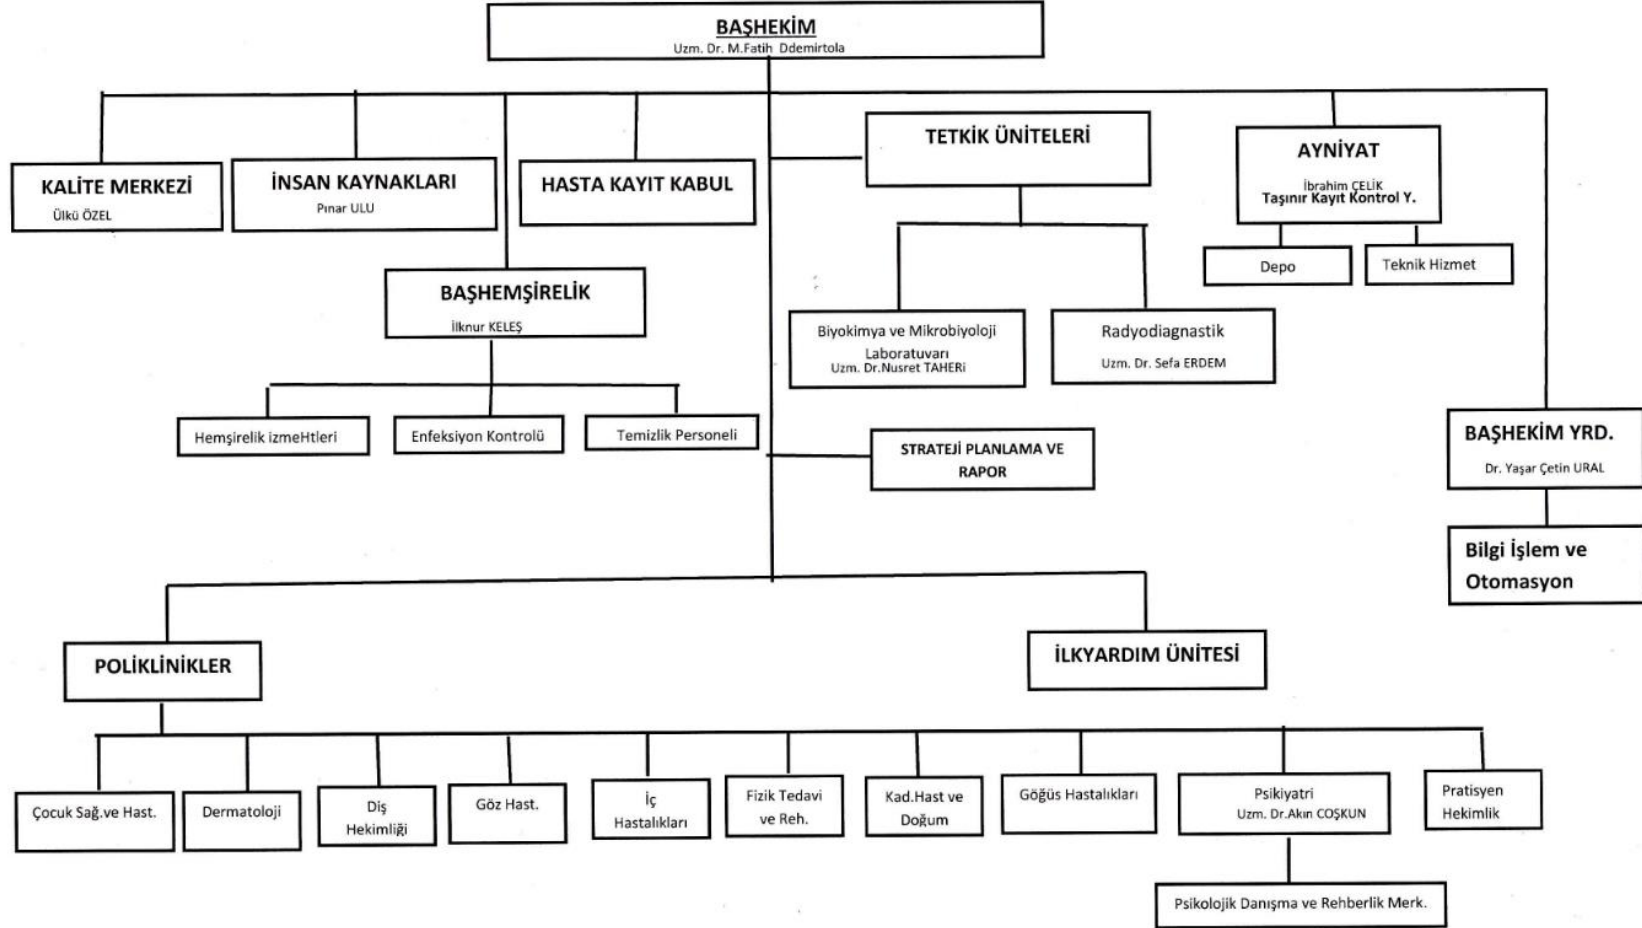 BAŞHEKİM
Uzm. Dr. M.Fatih Ddemirtola
KALİTE MERKEZİ
Ülkü ÖZEL
İNSAN KAYNAKLARI
Pınar ULU
HASTA KAYIT KABUL
TETKİK ÜNİTELERİ
AYNİYAT
İbrahim ÇELİK
Taşınır Kayıt Kontrol Y.
Depo
Teknik Hizmet
BAŞHEMŞİRELİK
İlknur KELEŞ
Biyokimya ve Mikrobiyoloji
Laboratuvarı
Uzm. Dr.Nusret TAHERi
Radyodiagnastik
Uzm. Dr. Sefa ERDEM
Hemşirelik izmeHtleri
Enfeksiyon Kontrolü
Temizlik Personeli
STRATEJİ PLANLAMA VE
RAPOR
BAŞHEKİM YRD.
Dr. Yaşar Çetin URAL
Bilgi İşlem ve
Otomasyon
POLİKLİNİKLER
İLKYARDIM ÜNİTESİ
Çocuk Sağ.ve Hast.
Dermatoloji
Diş
Hekimliği
Göz Hast.
İç
Hastalıkları
Fizik Tedavi
ve Reh.
Kad.Hast ve
Doğum
Göğüs Hastalıkları
Psikiyatri
Uzm. Dr.Akın COŞKUN
Pratisyen
Hekimlik
Psikolojik Danışma ve Rehberlik Merk.